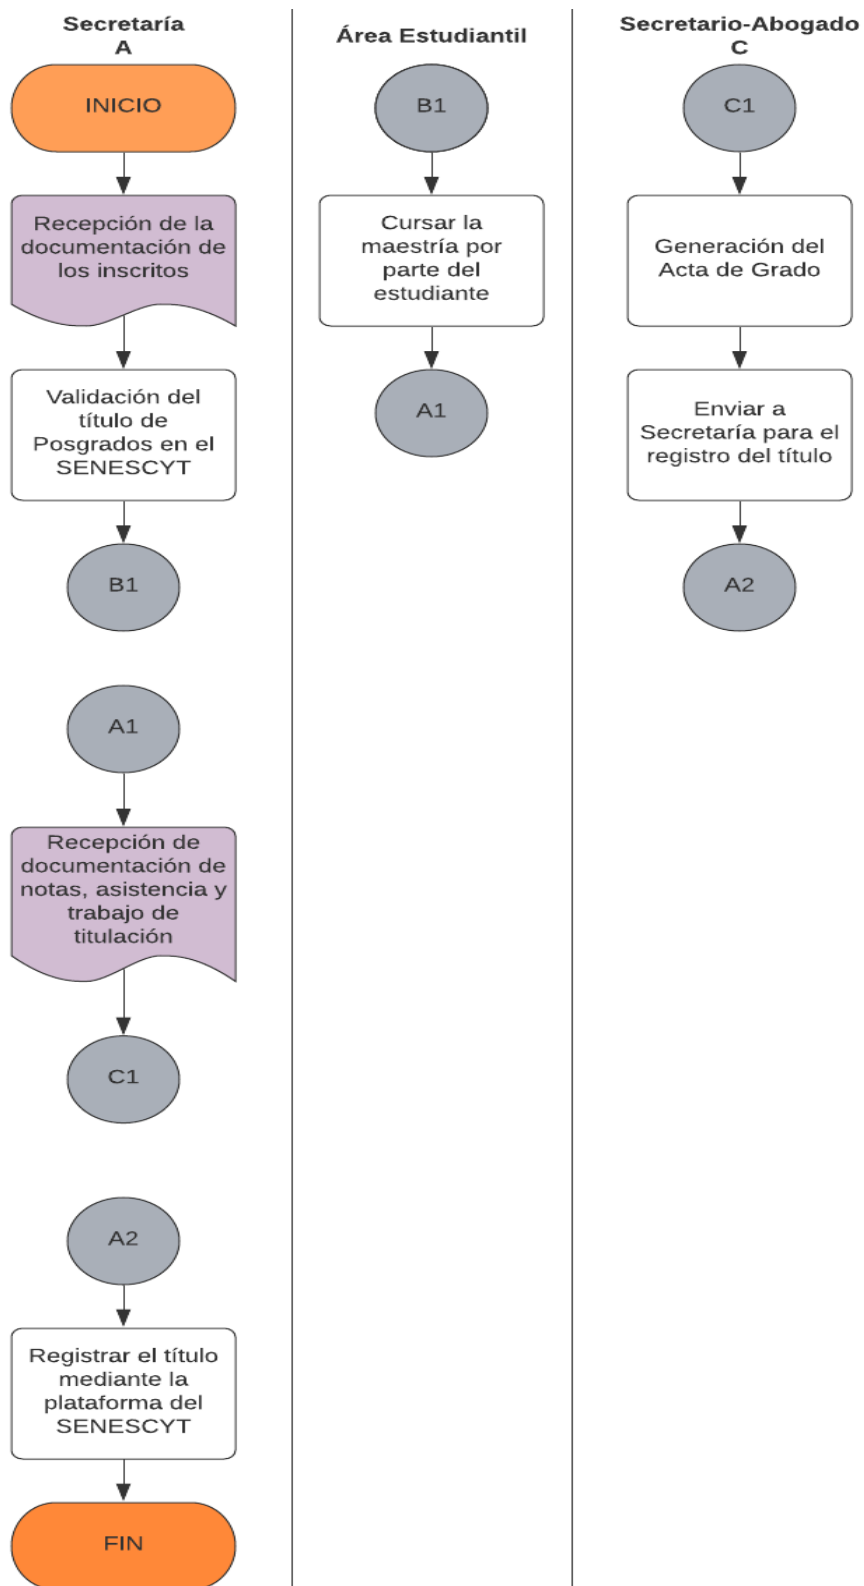 Secretaría
A
INICIO
Recepción de la
documentación de
los inscritos
Validación del
título de
Posgrados en el
SENESCYT
B1
A1
Recepción de
documentación de
notas, asistencia y
trabajo de
titulación
C1
A2
Registrar el título
mediante la
plataforma del
SENESCYT
FIN
Área Estudiantil
B1
Cursar la
maestría por
parte del
estudiante
A1
Secretario-Abogado
C
C1
Generación del
Acta de Grado
Enviar a
Secretaría para el
registro del título
A2